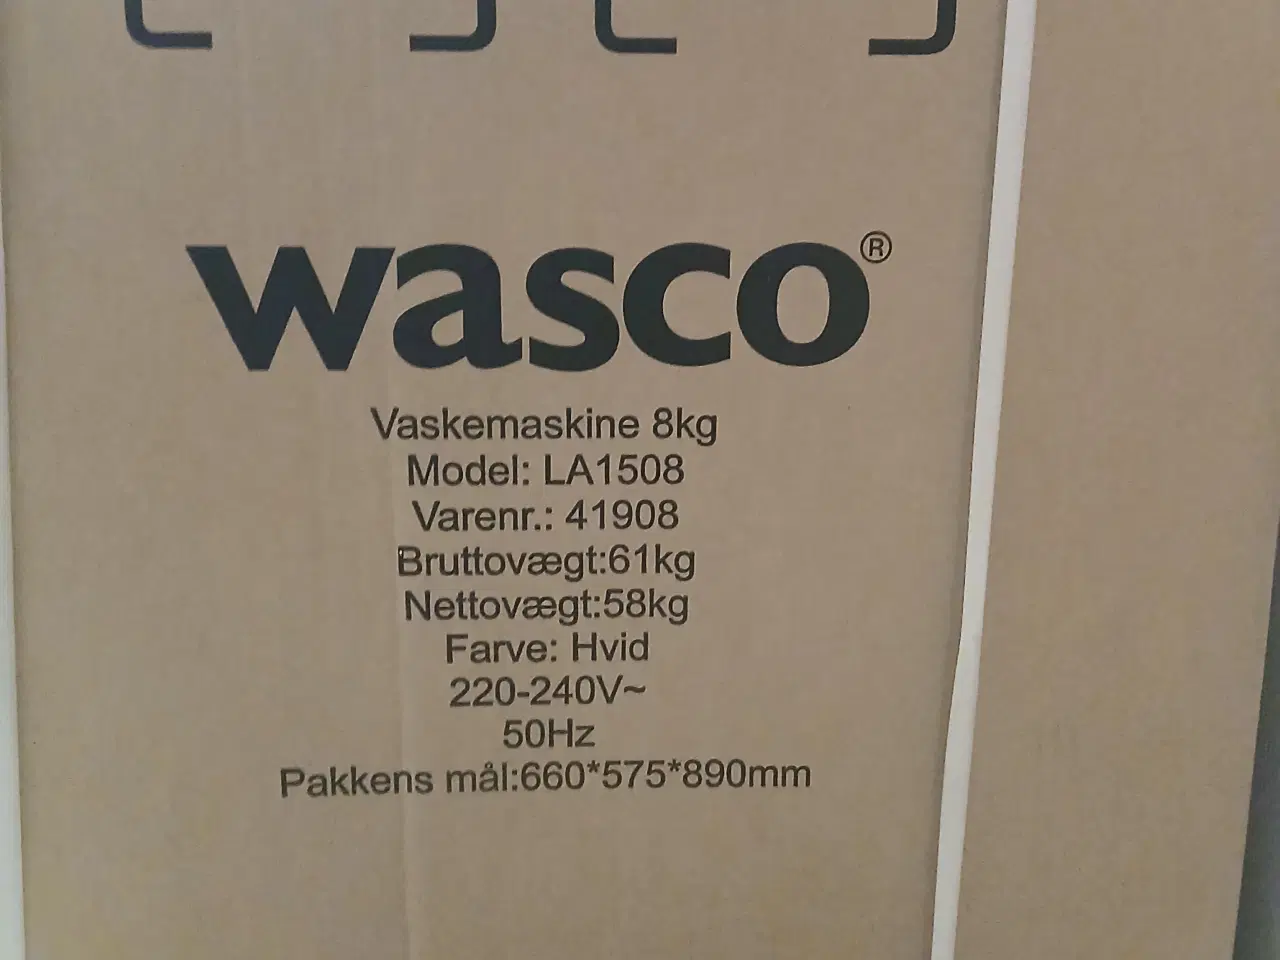 wasco®
Vaskemaskine 8kg
Model: LA1508
Varenr.: 41908
Bruttovægt:61kg
Nettovægt:58kg
Farve: Hvid
220-240V~
50Hz
Pakkens mål:660*575*890mm